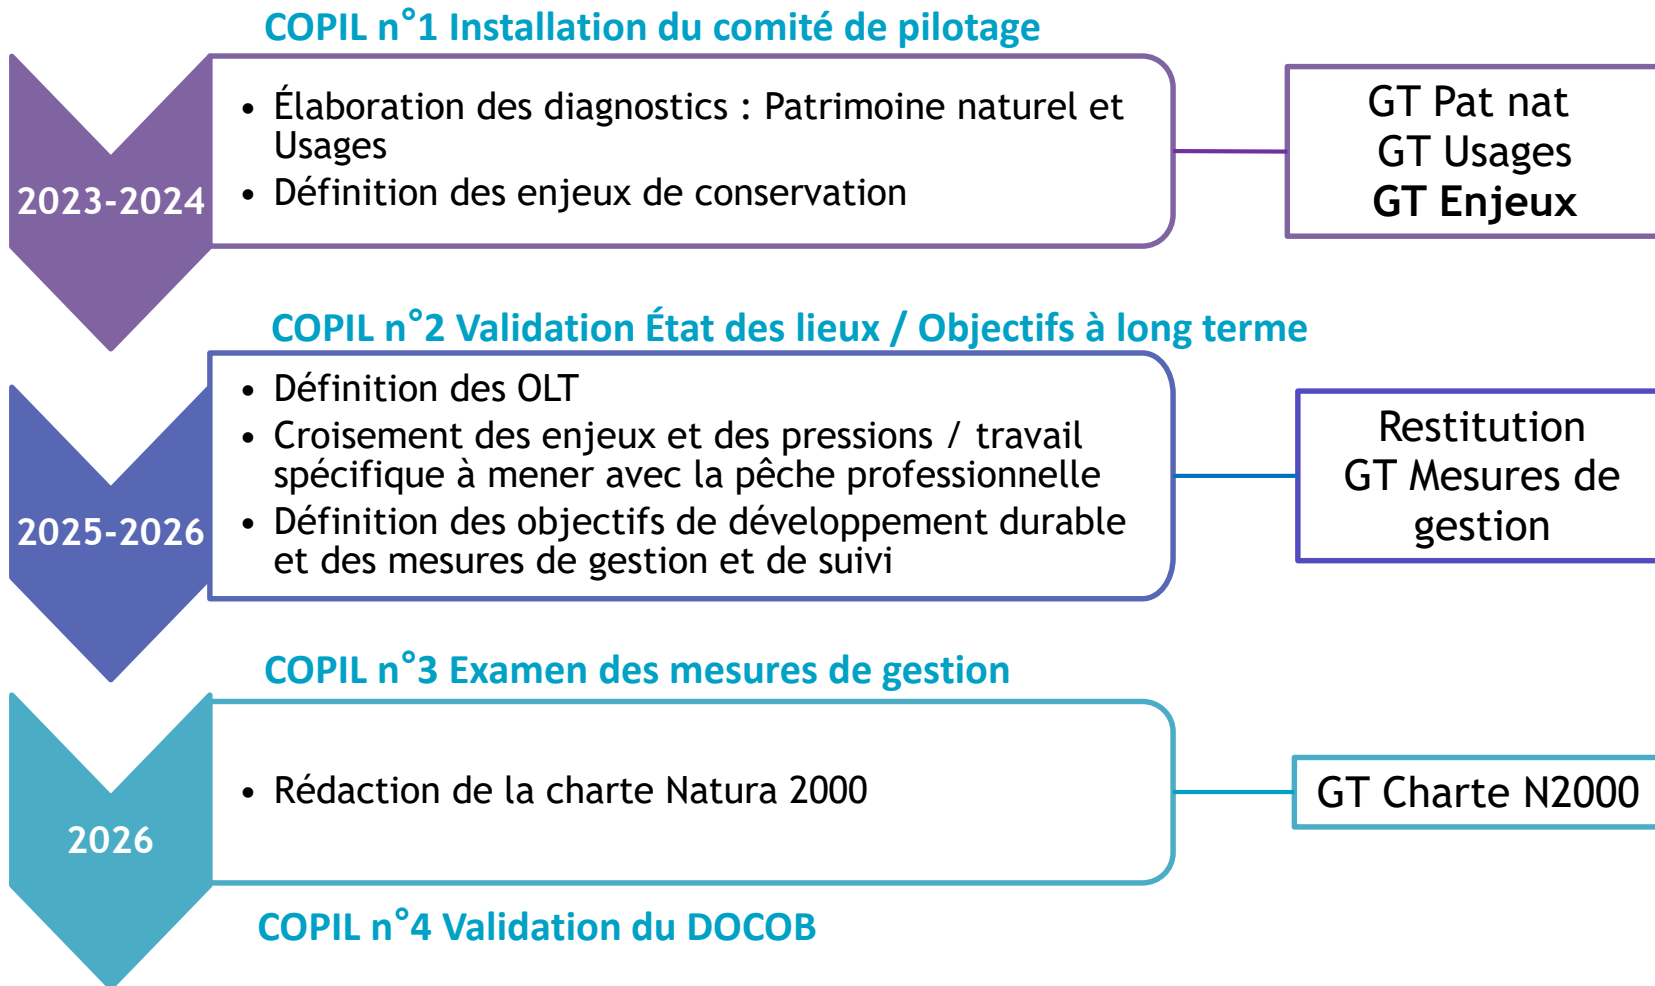 COPIL n°1 Installation du comité de pilotage
2023-2024
• Élaboration des diagnostics : Patrimoine naturel et
Usages
• Définition des enjeux de conservation
GT Pat nat
GT Usages
GT Enjeux
COPIL n°2 Validation État des lieux / Objectifs à long terme
2025-2026
• Définition des OLT
• Croisement des enjeux et des pressions / travail
spécifique à mener avec la pêche professionnelle
• Définition des objectifs de développement durable
et des mesures de gestion et de suivi
Restitution
GT Mesures de
gestion
COPIL n°3 Examen des mesures de gestion
2026
• Rédaction de la charte Natura 2000
GT Charte N2000
COPIL n°4 Validation du DOCOB